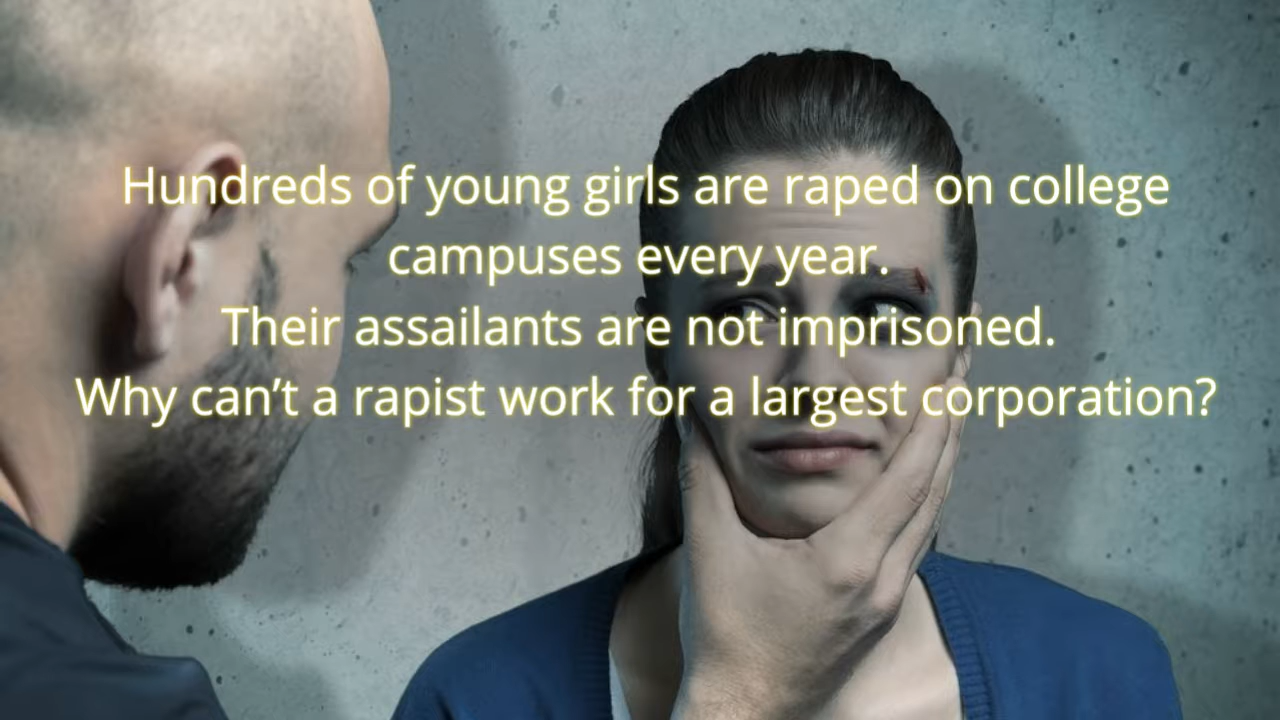 Hundreds of young girls are raped on college
campuses every year.
Their assailants are not imprisoned.
Why can’t a rapist work for a largest corporation?